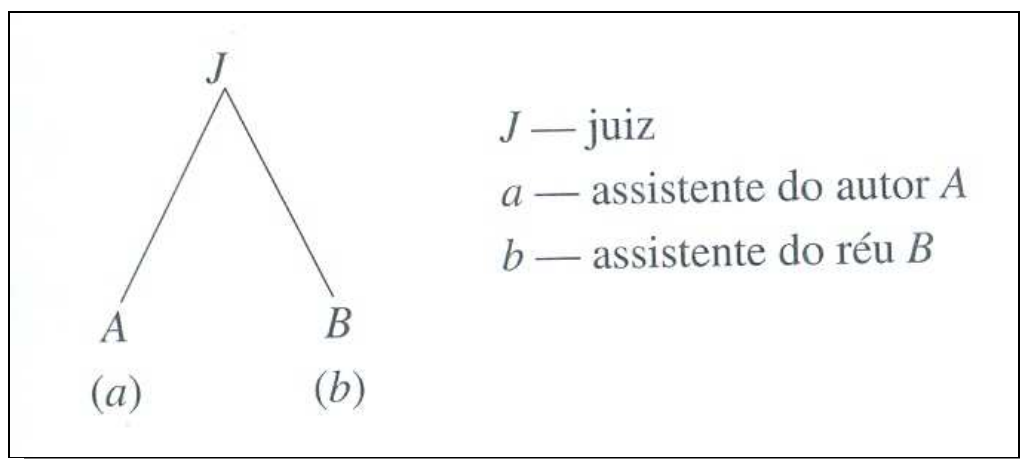 J
J — juiz
a — assistente do autor A
b — assistente do réu B
A B
(a) (b)